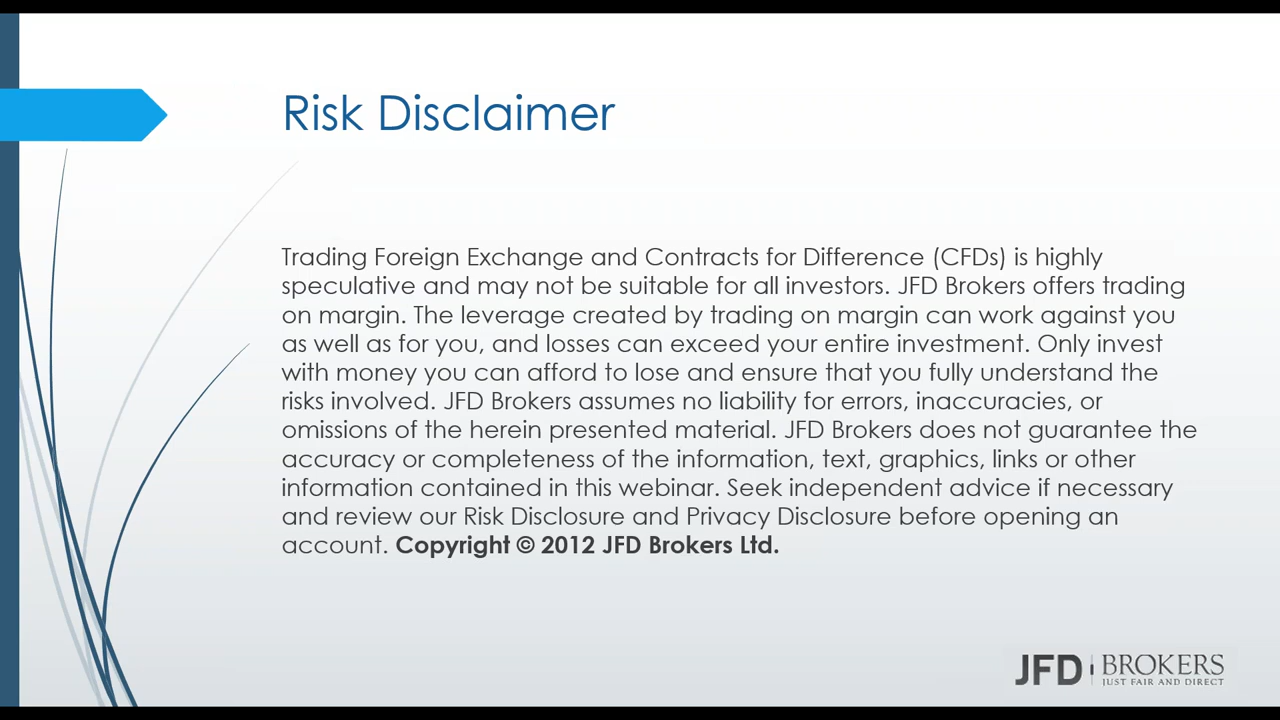 Risk Disclaimer
Trading Foreign Exchange and Contracts for Difference (CFDs) is highly
speculative and may not be suitable for all investors. JFD Brokers offers trading
on margin. The leverage created by trading on margin can work against you
as well as for you, and losses can exceed your entire investment. Only invest
with money you can afford to lose and ensure that you fully understand the
risks involved. JFD Brokers assumes no liability for errors, inaccuracies, or
omissions of the herein presented material. JFD Brokers does not guarantee the
accuracy or completeness of the information, text, graphics, links or other
information contained in this webinar. Seek independent advice if necessary
and review our Risk Disclosure and Privacy Disclosure before opening an
account. Copyright © 2012 JFD Brokers Ltd.
JFD BROKERS
JUST FAIR AND DIRECT